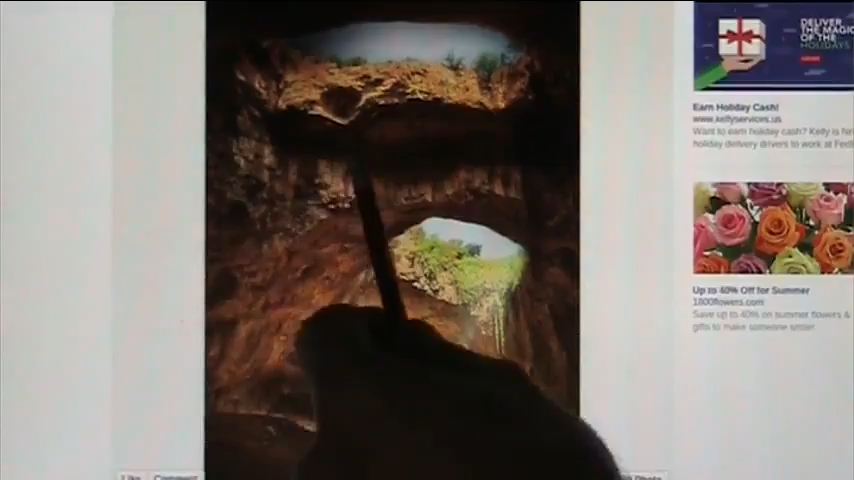 DELIVER
THE MAGIC
OF THE
HOLIDAYS
Earn Holiday Cash!
www.kellyservices.us
Want to earn holiday cash? Kelly is
holiday delivery drivers to work at
Up to 40% Off for Summer
1800flowers.com
Save up to 40% on summer flowers &
gifts to make someone smile.
Like Comment
Photo